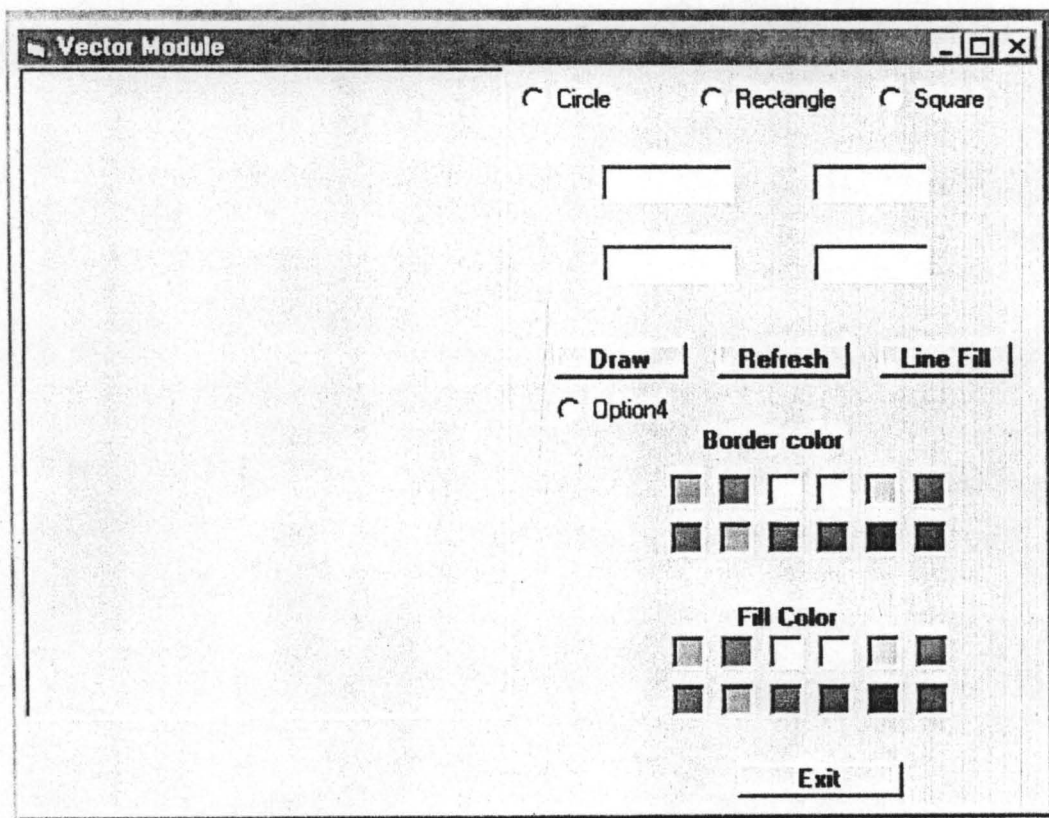 Vector Module
Circle Rectangle Square
Draw Refresh Line Fill
Option4
Border color
Fill Color
Exit